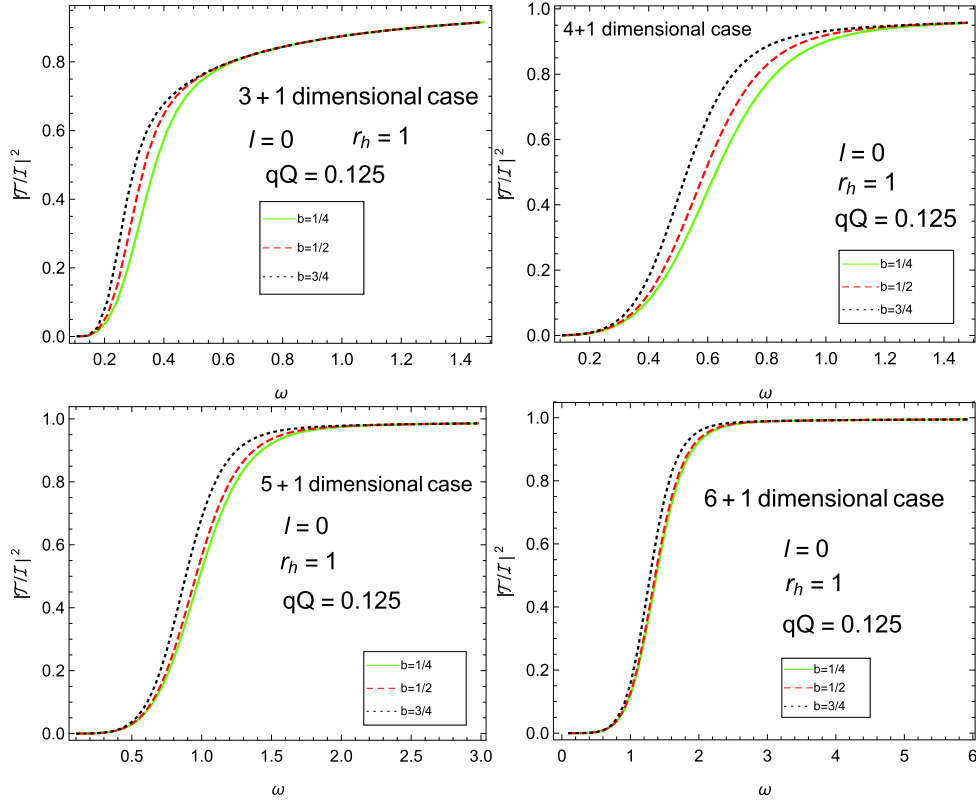 1.0
0.8
0.6
0.4
0.2
0.0
|𝒯/I|²
3 + 1 dimensional case
l = 0 r_h = 1
qQ = 0.125
b=1/4
b=1/2
b=3/4
0.2 0.4 0.6 0.8 1.0 1.2 1.4
ω
1.0
0.8
0.6
0.4
0.2
0.0
|𝒯/I|²
4+1 dimensional case
l = 0
r_h = 1
qQ = 0.125
b=1/4
b=1/2
b=3/4
0.2 0.4 0.6 0.8 1.0 1.2 1.4
ω
1.0
0.8
0.6
0.4
0.2
0.0
|𝒯/I|²
5 + 1 dimensional case
l = 0
r_h = 1
qQ = 0.125
b=1/4
b=1/2
b=3/4
0.5 1.0 1.5 2.0 2.5 3.0
ω
1.0
0.8
0.6
0.4
0.2
0.0
|𝒯/I|²
6 + 1 dimensional case
l = 0
r_h = 1
qQ = 0.125
b=1/4
b=1/2
b=3/4
0 1 2 3 4 5 6
ω